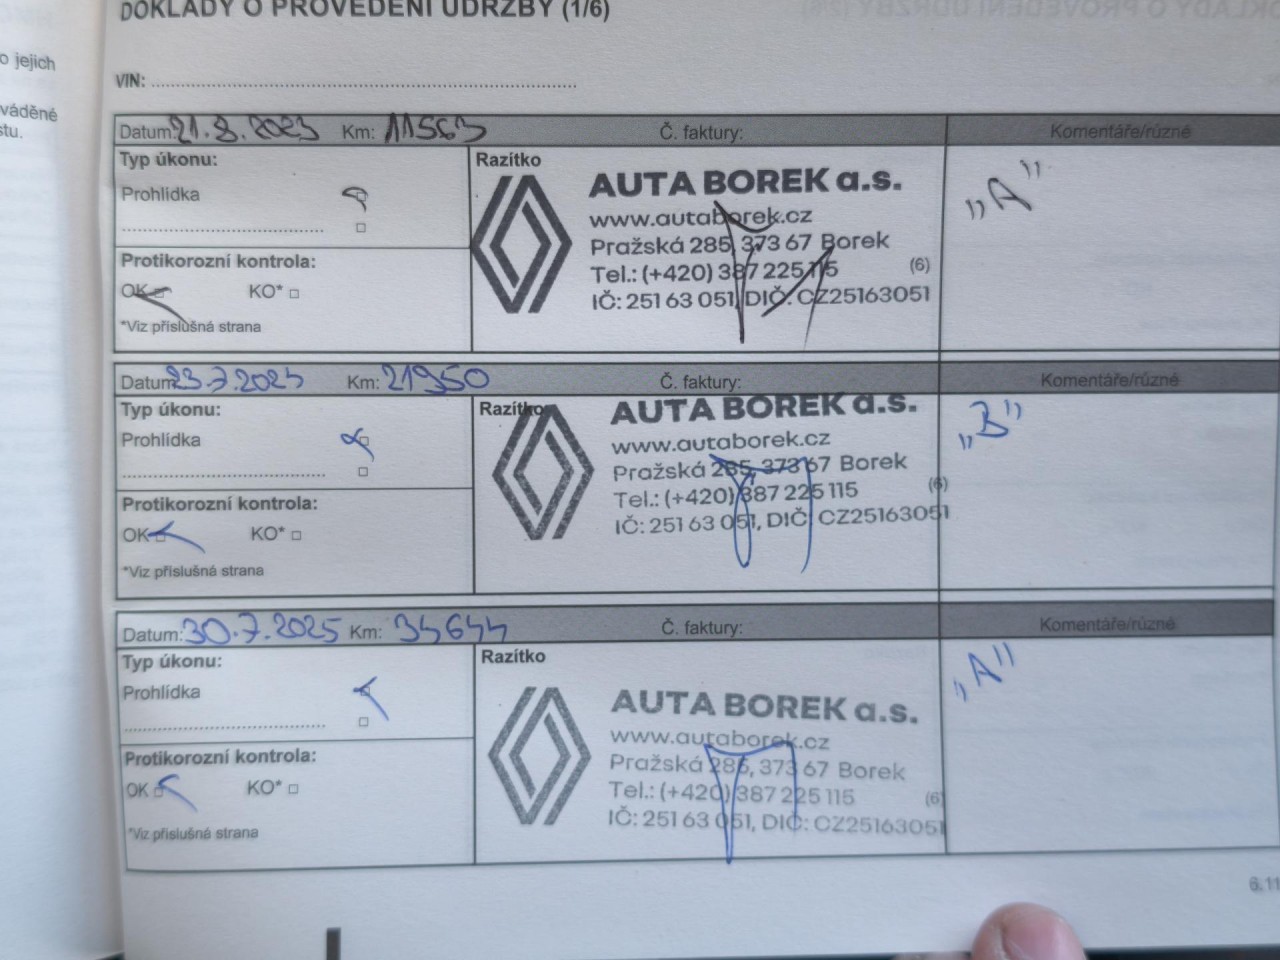 DOKLADY O PROVEDENÍ ÚDRŽBY (1/6)
o jejich
váděné
stu.
VIN:
Datum: 21.8.2023 Km: 11563 Č. faktury: Komentáře/různé
Typ úkonu:
Prohlídka
Protikorozní kontrola:
OK KO*
*Viz příslušná strana
Razítko
AUTA BOREK a.s.
www.autaborek.cz
Pražská 285, 373 67 Borek
Tel.: (+420) 387 225 115 (6)
IČ: 251 63 051, DIČ: CZ25163051
„A"
Datum: 23.7.2024 Km: 21950 Č. faktury: Komentáře/různé
Typ úkonu:
Prohlídka
Protikorozní kontrola:
OK KO*
*Viz příslušná strana
Razítko
AUTA BOREK a.s.
www.autaborek.cz
Pražská 285, 373 67 Borek
Tel.: (+420) 387 225 115 (6)
IČ: 251 63 051, DIČ: CZ25163051
„B"
Datum: 30.7.2025 Km: 34644 Č. faktury: Komentáře/různé
Typ úkonu:
Prohlídka
Protikorozní kontrola:
OK KO*
*Viz příslušná strana
Razítko
AUTA BOREK a.s.
www.autaborek.cz
Pražská 285, 373 67 Borek
Tel.: (+420) 387 225 115 (6)
IČ: 251 63 051, DIČ: CZ25163051
„A"
6.11